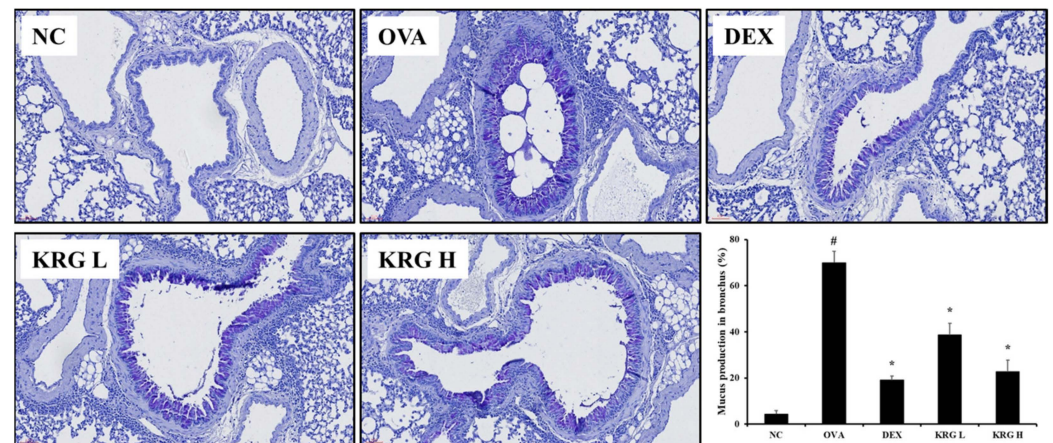 NC
OVA
DEX
KRG L
KRG H
Mucus production in bronchus (%)
80
60
40
20
0
#
*
*
*
NC OVA DEX KRG L KRG H